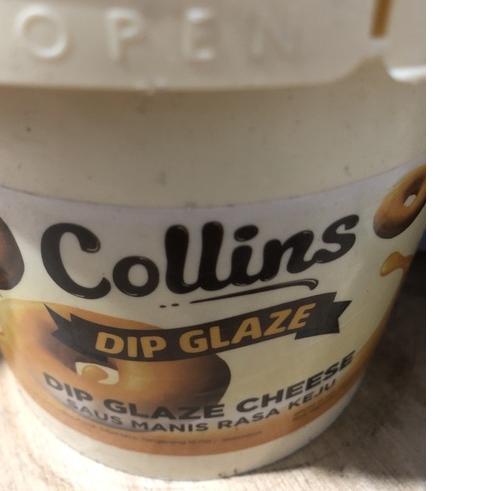 OPEN
Collins
DIP GLAZE
DIP GLAZE CHEESE
SAUS MANIS RASA KEJU